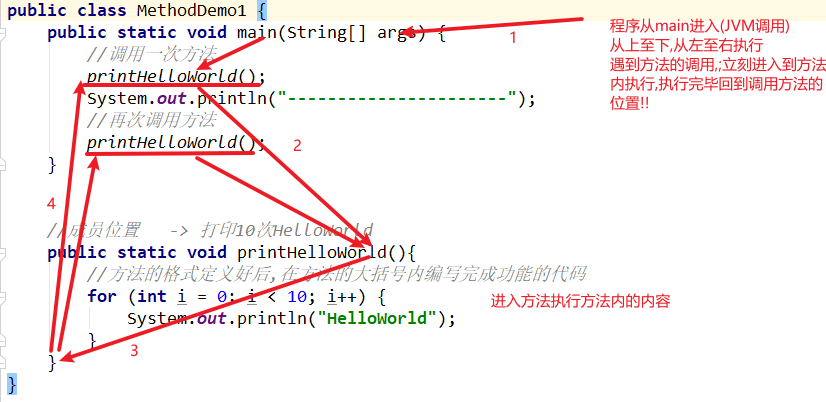 public class MethodDemo1 {
public static void main(String[] args) {
//调用一次方法
printHelloWorld();
System.out.println("----------------------");
//再次调用方法
printHelloWorld();
}
//成员位置 -> 打印10次HelloWorld
public static void printHelloWorld(){
//方法的格式定义好后,在方法的大括号内编写完成功能的代码
for (int i = 0; i < 10; i++) {
System.out.println("HelloWorld");
}
}
}
1
程序从main进入(JVM调用)
从上至下,从左至右执行
遇到方法的调用,;立刻进入到方法
内执行,执行完毕回到调用方法的
位置!!
2
4
进入方法执行方法内的内容
3